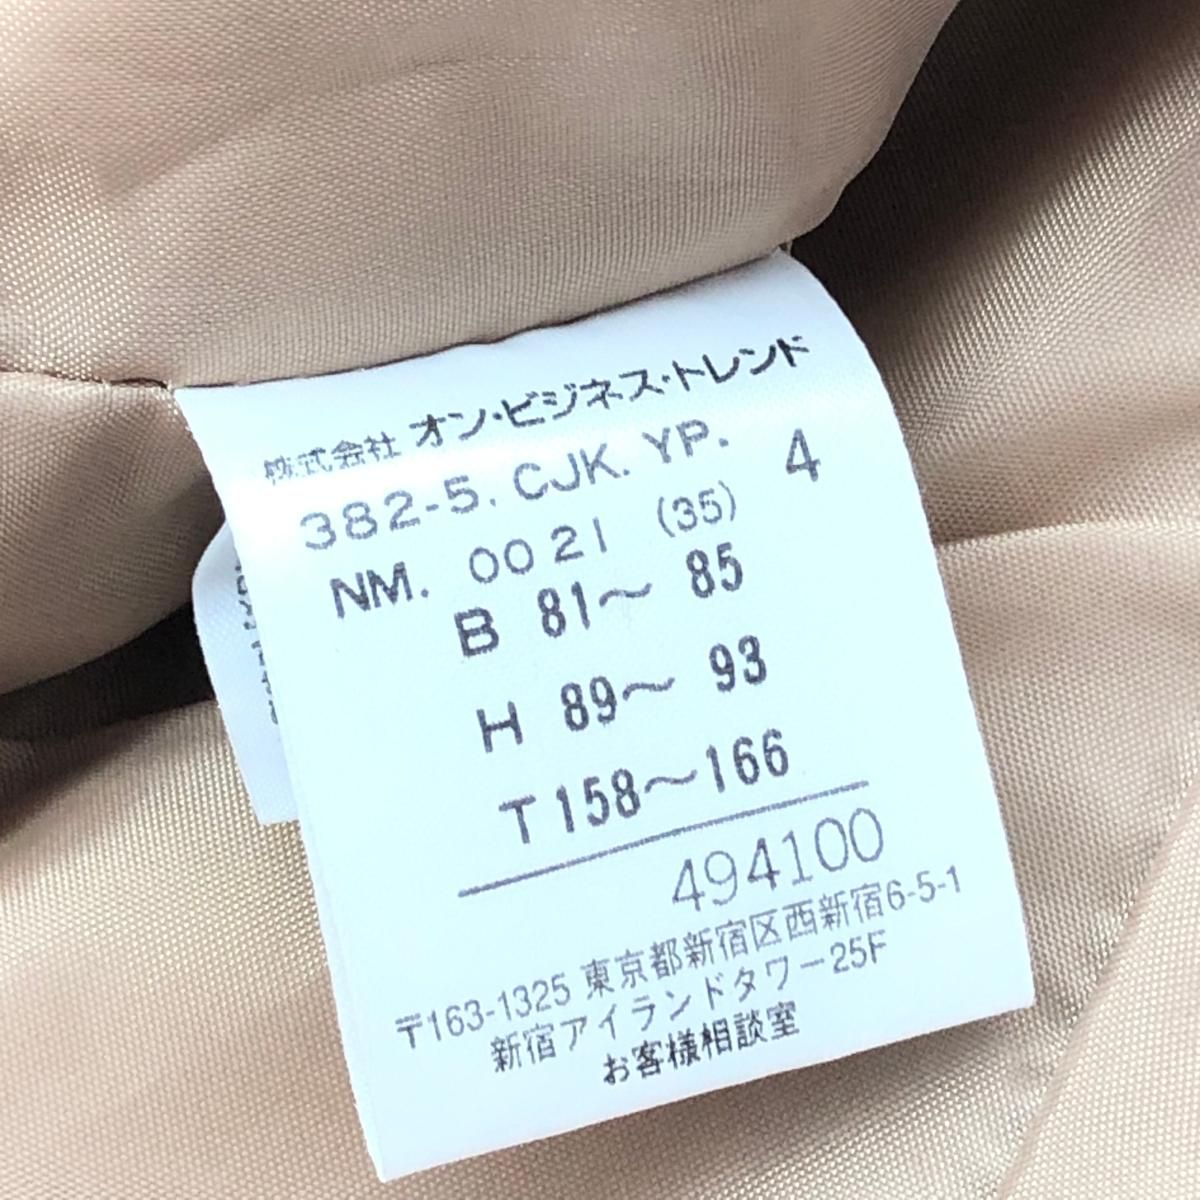 株式会社 オン・ビジネス・トレンド
382-5. CJK. YP. 4
NM. 0021 (35)
B 81～ 85
H 89～ 93
T 158～166
494100
〒163-1325 東京都新宿区西新宿6-5-1
新宿アイランドタワー25F
お客様相談室